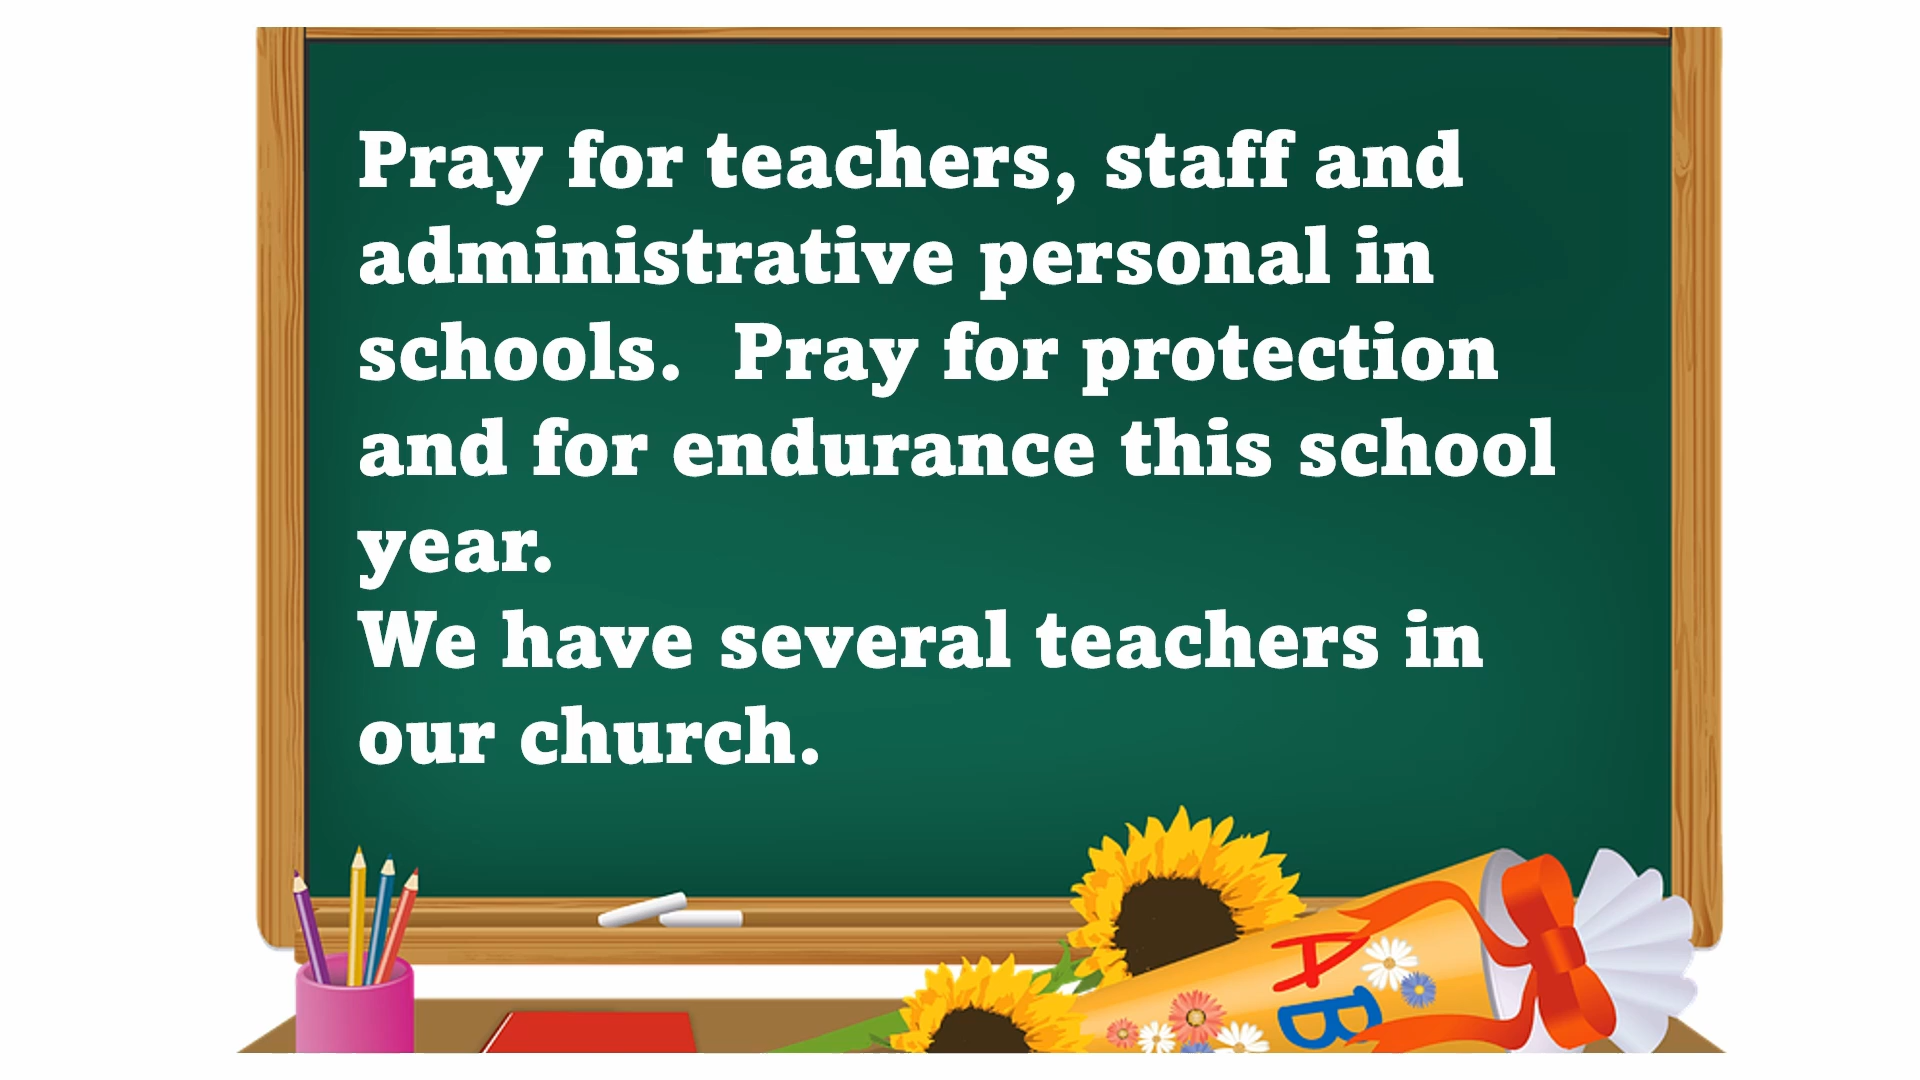 Pray for teachers, staff and
administrative personal in
schools.  Pray for protection
and for endurance this school
year.
We have several teachers in
our church.
A
B